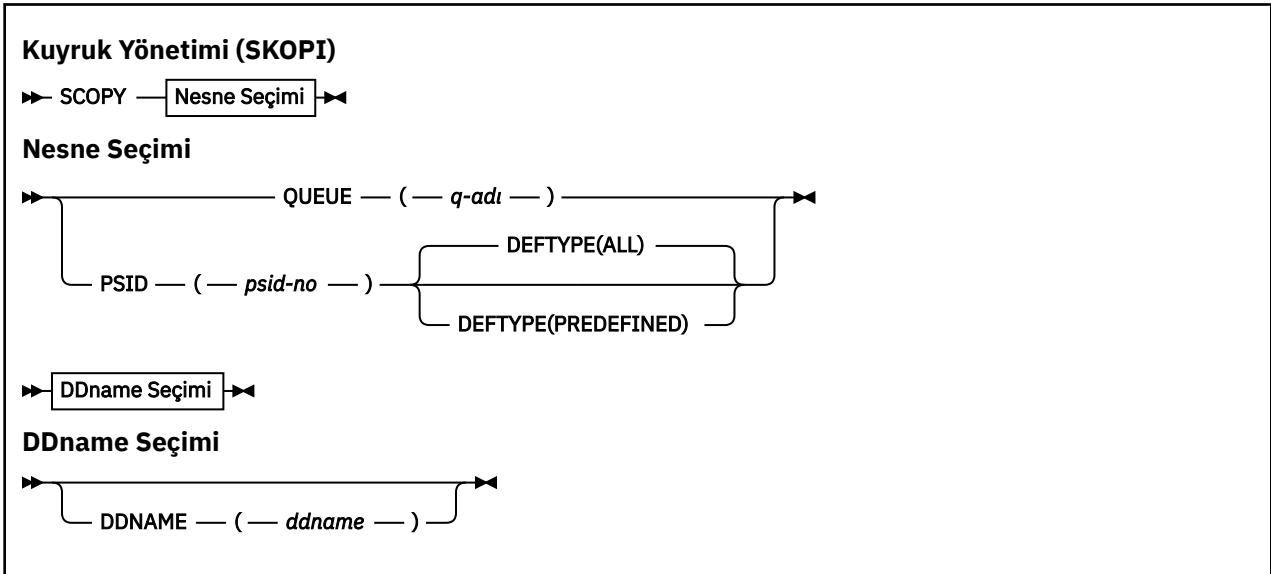 Kuyruk Yönetimi (SKOPI)
SCOPY Nesne Seçimi
Nesne Seçimi
QUEUE ( q-adı )
DEFTYPE(ALL)
PSID ( psid-no )
DEFTYPE(PREDEFINED)
DDname Seçimi
DDname Seçimi
DDNAME ( ddname )